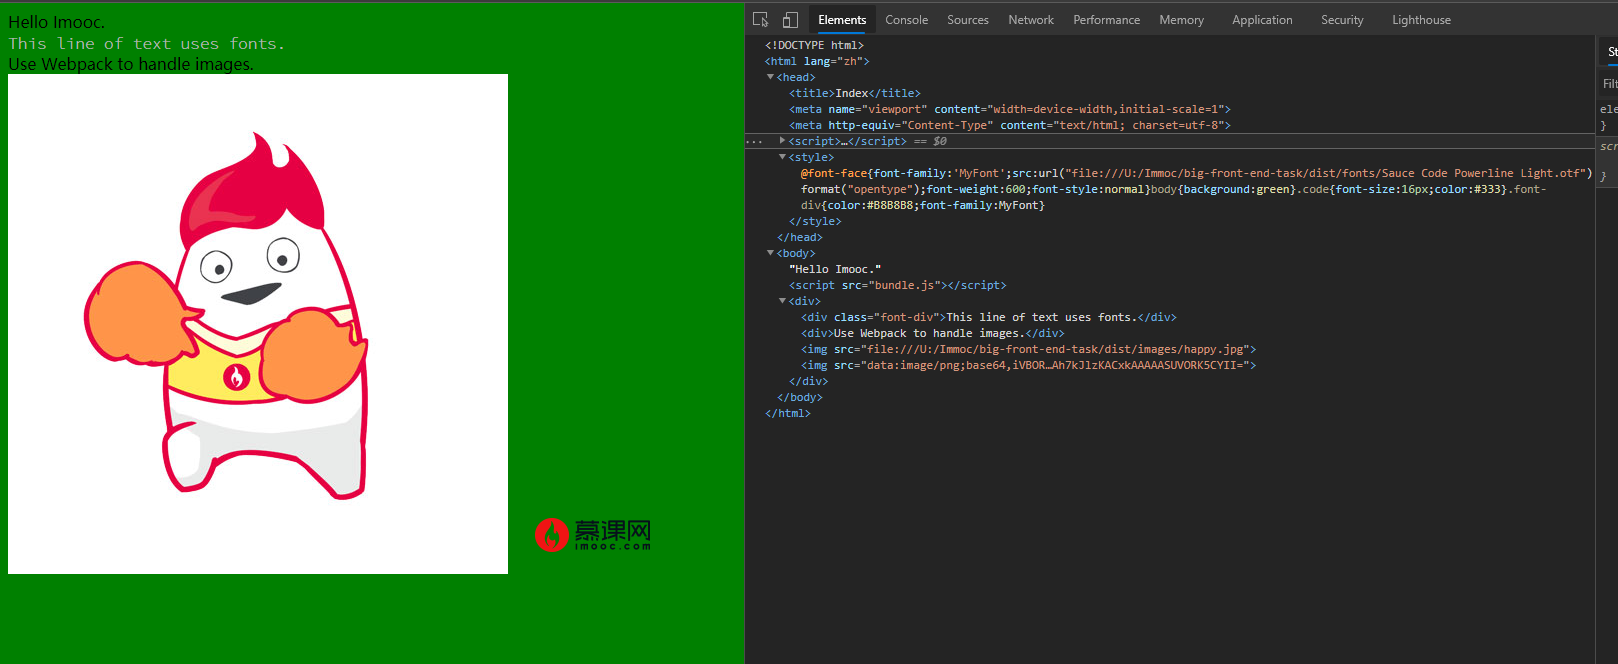 Hello Imooc.
This line of text uses fonts.
Use Webpack to handle images.
慕课网
imooc.com
Elements Console Sources Network Performance Memory Application Security Lighthouse
<!DOCTYPE html>
<html lang="zh">
<head>
<title>Index</title>
<meta name="viewport" content="width=device-width,initial-scale=1">
<meta http-equiv="Content-Type" content="text/html; charset=utf-8">
<script>…</script> == $0
<style>
@font-face{font-family:'MyFont';src:url("file:///U:/Immoc/big-front-end-task/dist/fonts/Sauce Code Powerline Light.otf")
format("opentype");font-weight:600;font-style:normal}body{background:green}.code{font-size:16px;color:#333}.font-
div{color:#B8B8B8;font-family:MyFont}
</style>
</head>
<body>
"Hello Imooc."
<script src="bundle.js"></script>
<div>
<div class="font-div">This line of text uses fonts.</div>
<div>Use Webpack to handle images.</div>
<img src="file:///U:/Immoc/big-front-end-task/dist/images/happy.jpg">
<img src="data:image/png;base64,iVBOR…Ah7kJlzKACxkAAAAASUVORK5CYII=">
</div>
</body>
</html>
St
Filt
ele
}
scr
}